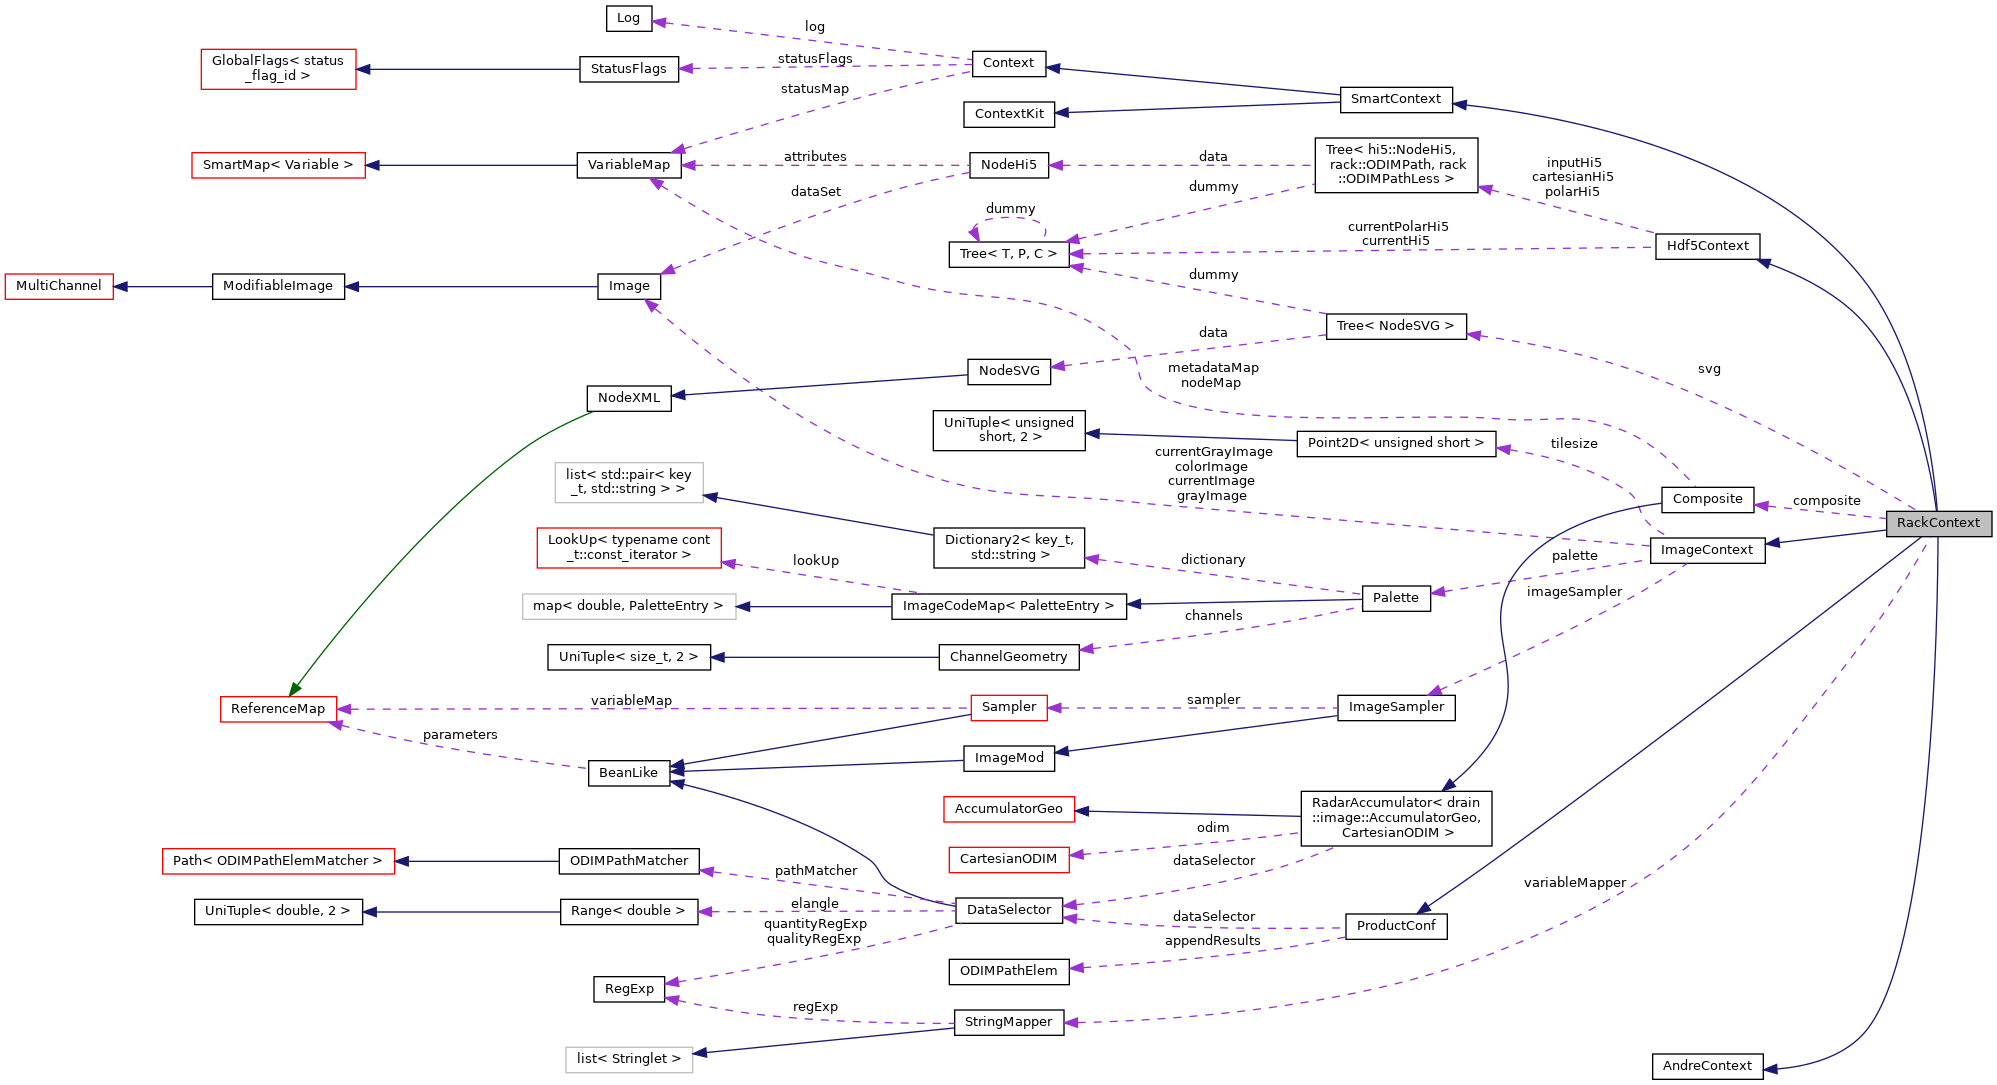 Log
log
GlobalFlags< status
_flag_id >
StatusFlags
statusFlags
Context
statusMap
SmartContext
ContextKit
SmartMap< Variable >
VariableMap
attributes
NodeHi5
data
Tree< hi5::NodeHi5,
rack::ODIMPath, rack
::ODIMPathLess >
inputHi5
cartesianHi5
polarHi5
dataSet
dummy
dummy
Tree< T, P, C >
currentPolarHi5
currentHi5
Hdf5Context
MultiChannel
ModifiableImage
Image
dummy
Tree< NodeSVG >
data
svg
NodeSVG
metadataMap
nodeMap
NodeXML
UniTuple< unsigned
short, 2 >
Point2D< unsigned short >
tilesize
currentGrayImage
colorImage
currentImage
grayImage
list< std::pair< key
_t, std::string > >
Composite
composite
RackContext
LookUp< typename cont
_t::const_iterator >
lookUp
Dictionary2< key_t,
std::string >
dictionary
palette
ImageContext
imageSampler
map< double, PaletteEntry >
ImageCodeMap< PaletteEntry >
Palette
channels
UniTuple< size_t, 2 >
ChannelGeometry
ReferenceMap
variableMap
Sampler
sampler
ImageSampler
parameters
BeanLike
ImageMod
AccumulatorGeo
RadarAccumulator< drain
::image::AccumulatorGeo,
CartesianODIM >
odim
CartesianODIM
dataSelector
Path< ODIMPathElemMatcher >
ODIMPathMatcher
pathMatcher
variableMapper
UniTuple< double, 2 >
Range< double >
elangle
DataSelector
dataSelector
ProductConf
quantityRegExp
qualityRegExp
appendResults
ODIMPathElem
RegExp
regExp
StringMapper
list< Stringlet >
AndreContext